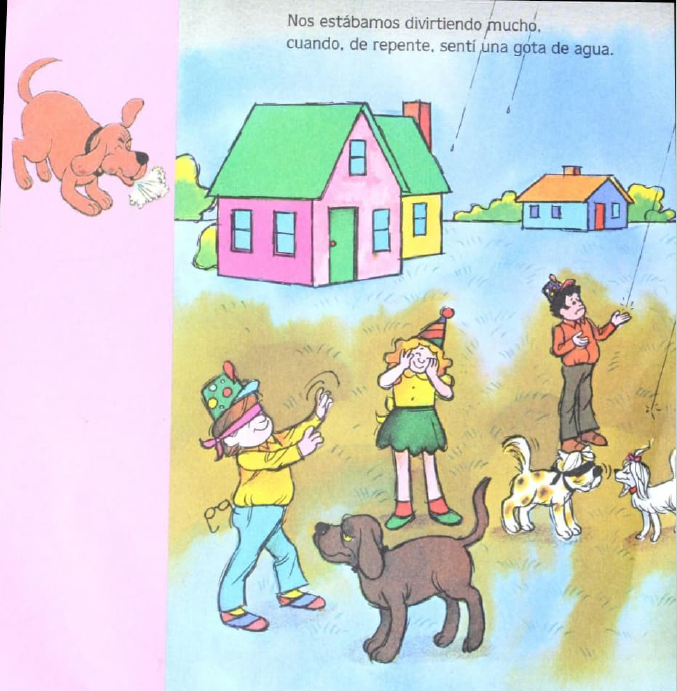 Nos estábamos divirtiendo mucho,
cuando, de repente, sentí una gota de agua.